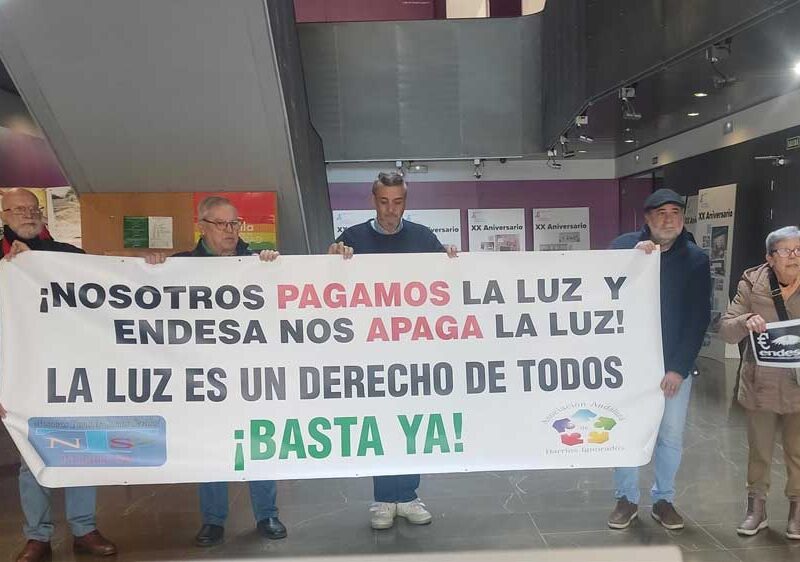 ¡NOSOTROS PAGAMOS LA LUZ Y
ENDESA NOS APAGA LA LUZ!
LA LUZ ES UN DERECHO DE TODOS
¡BASTA YA!
Asociación Andaluza
de
Barrios Ignorados
XX Aniversario
XX Aniversario
XX Aniversario
XX Aniversario
€
endesa